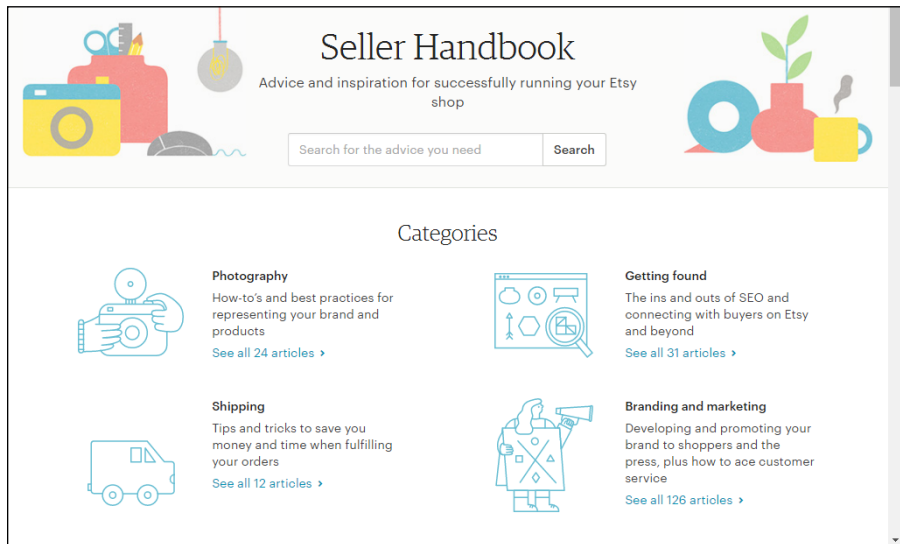 Seller Handbook
Advice and inspiration for successfully running your Etsy
shop
Search for the advice you need
Search
Categories
Photography
How-to's and best practices for
representing your brand and
products
See all 24 articles >
Getting found
The ins and outs of SEO and
connecting with buyers on Etsy
and beyond
See all 31 articles >
Shipping
Tips and tricks to save you
money and time when fulfilling
your orders
See all 12 articles >
Branding and marketing
Developing and promoting your
brand to shoppers and the
press, plus how to ace customer
service
See all 126 articles >